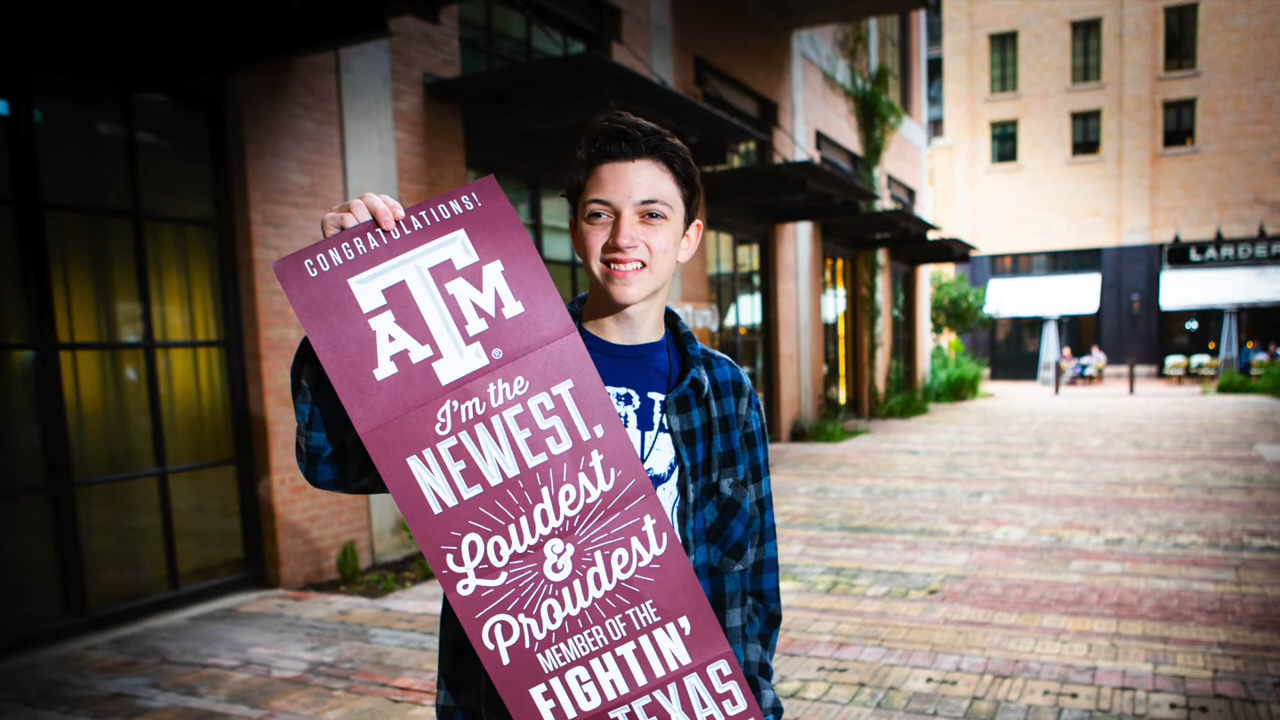 CONGRATULATIONS!
ATM®
I'm the
NEWEST,
Loudest
&
Proudest
MEMBER OF THE
FIGHTIN'
TEXAS
LARDER